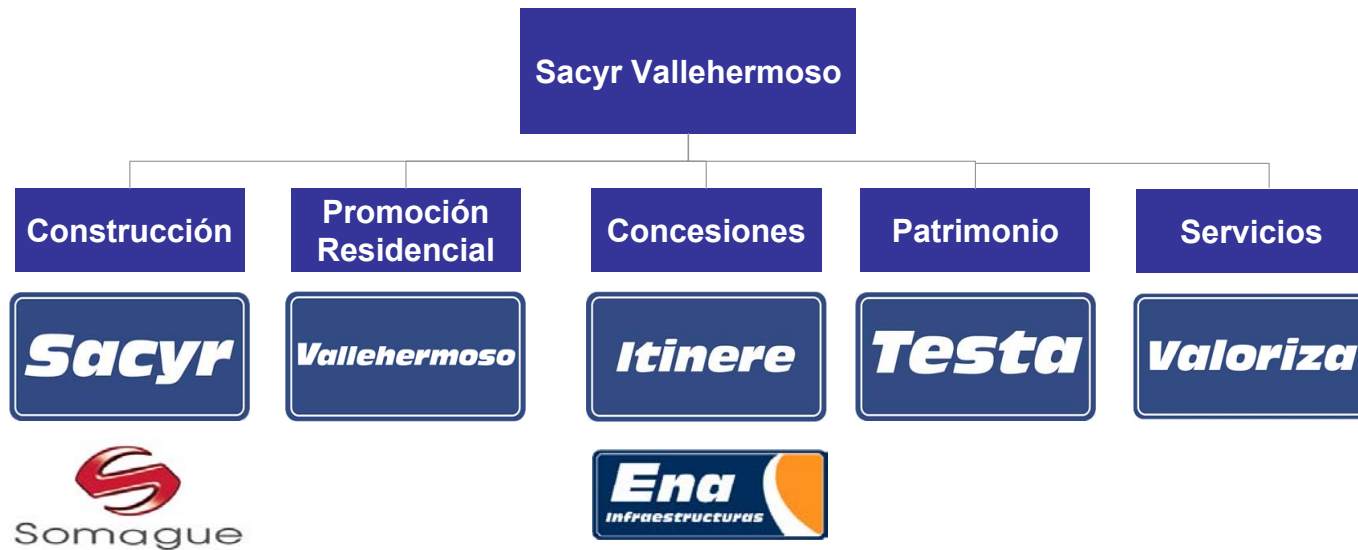 Sacyr Vallehermoso
Construcción
Promoción
Residencial
Concesiones
Patrimonio
Servicios
Sacyr
Vallehermoso
Itinere
Testa
Valoriza
Somague
Ena
Infraestructuras